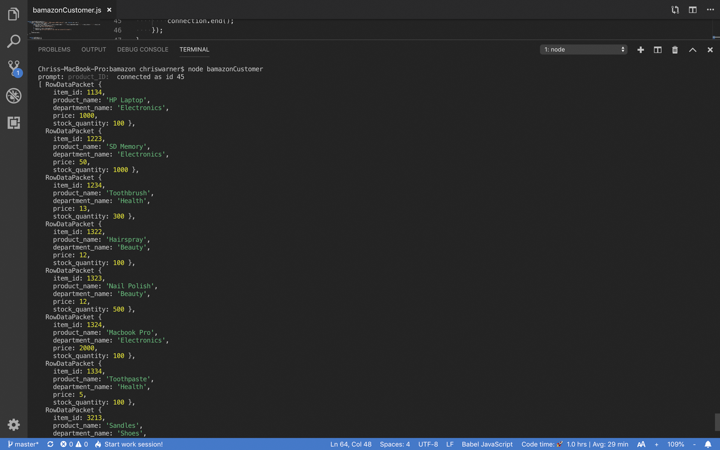 bamazonCustomer.js ×
45 connection.end();
46 });
PROBLEMS OUTPUT DEBUG CONSOLE TERMINAL 1: node
Chriss-MacBook-Pro:bamazon chriswarner$ node bamazonCustomer
prompt: product_ID: connected as id 45
[ RowDataPacket {
item_id: 1134,
product_name: 'HP Laptop',
department_name: 'Electronics',
price: 1000,
stock_quantity: 100 },
RowDataPacket {
item_id: 1223,
product_name: 'SD Memory',
department_name: 'Electronics',
price: 50,
stock_quantity: 1000 },
RowDataPacket {
item_id: 1234,
product_name: 'Toothbrush',
department_name: 'Health',
price: 13,
stock_quantity: 300 },
RowDataPacket {
item_id: 1322,
product_name: 'Hairspray',
department_name: 'Beauty',
price: 12,
stock_quantity: 100 },
RowDataPacket {
item_id: 1323,
product_name: 'Nail Polish',
department_name: 'Beauty',
price: 12,
stock_quantity: 500 },
RowDataPacket {
item_id: 1324,
product_name: 'Macbook Pro',
department_name: 'Electronics',
price: 2000,
stock_quantity: 100 },
RowDataPacket {
item_id: 1334,
product_name: 'Toothpaste',
department_name: 'Health',
price: 5,
stock_quantity: 100 },
RowDataPacket {
item_id: 3213,
product_name: 'Sandles',
department_name: 'Shoes',
1
master* 0 0 Start work session! Ln 64, Col 48 Spaces: 4 UTF-8 LF Babel JavaScript Code time: 🚀 1.0 hrs | Avg: 29 min AA + 109% -